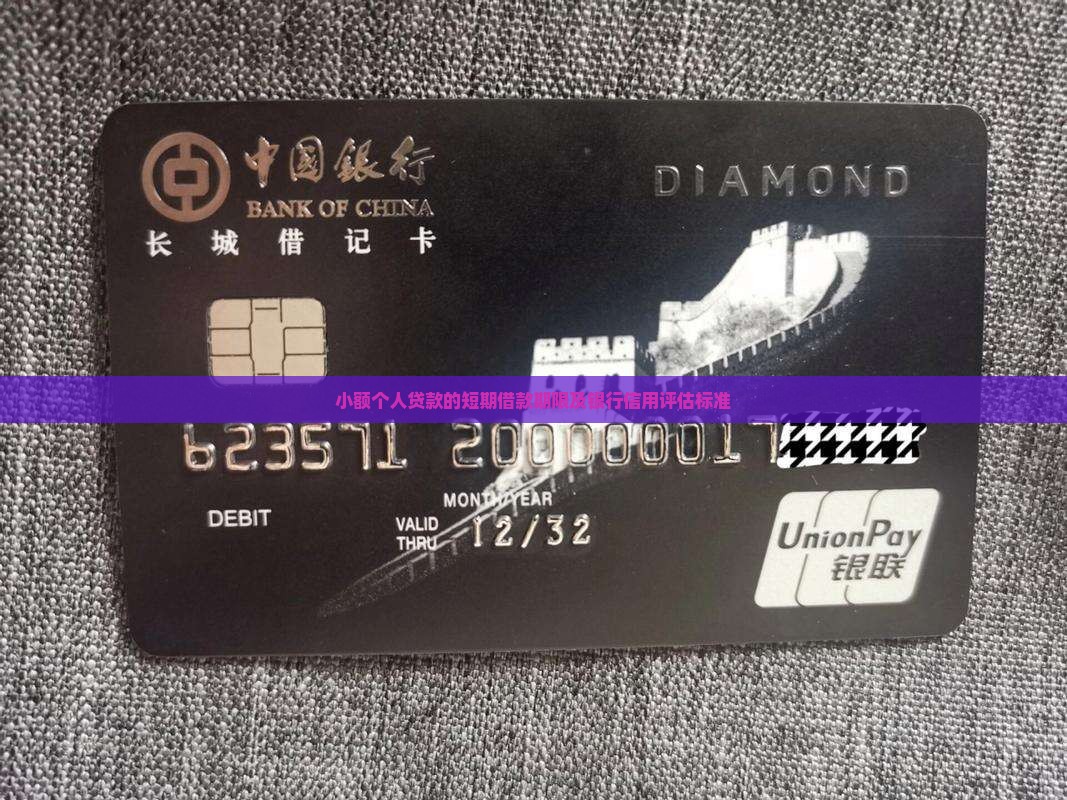 中国銀行
BANK OF CHINA
长城借记卡
DIAMOND
小额个人贷款的短期借款期限及银行信用评估标准
623571 200000017
MONTH/YEAR
DEBIT
VALID THRU 12/32
UnionPay
银联